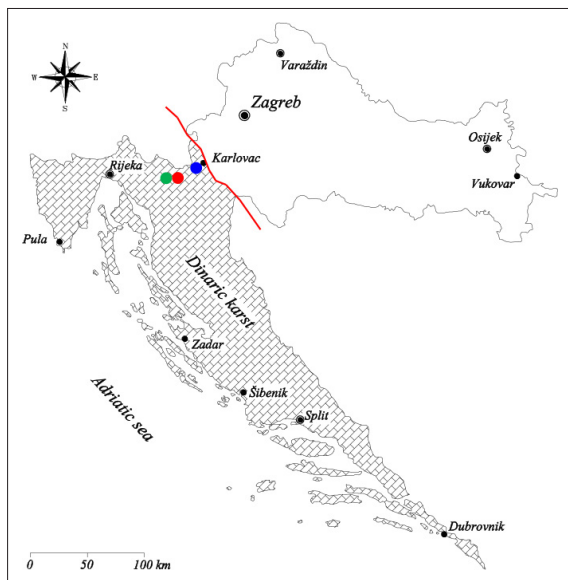 N
W E
S
Varaždin
Zagreb
Osijek
Karlovac
Rijeka
Vukovar
Pula
Dinaric karst
Zadar
Adriatic sea
Šibenik
Split
Dubrovnik
0 50 100 km